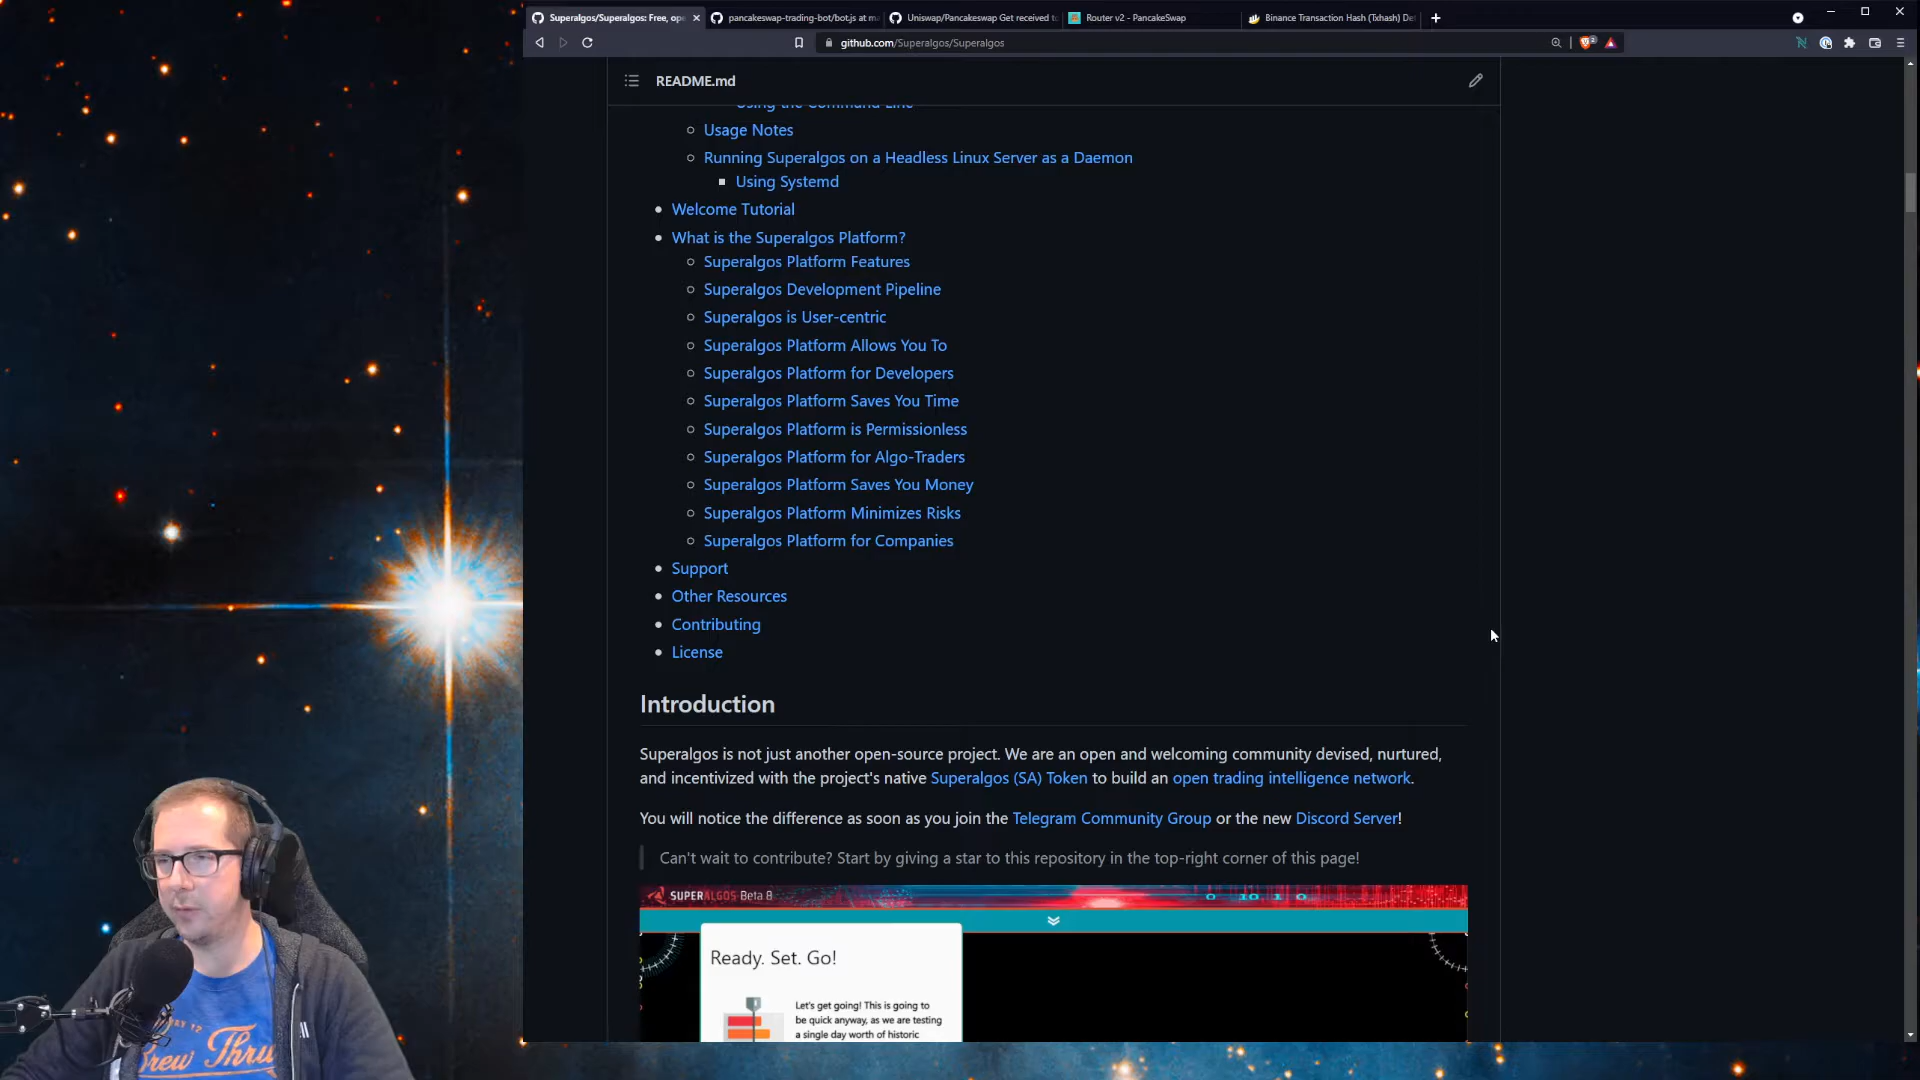 Superalgos/Superalgos: Free, ope
pancakeswap-trading-bot/bot.js at ma
Uniswap/Pancakeswap Get received to
Router v2 - PancakeSwap
Binance Transaction Hash (Txhash) De
github.com/Superalgos/Superalgos
README.md
Using the Command Line
Usage Notes
Running Superalgos on a Headless Linux Server as a Daemon
Using Systemd
Welcome Tutorial
What is the Superalgos Platform?
Superalgos Platform Features
Superalgos Development Pipeline
Superalgos is User-centric
Superalgos Platform Allows You To
Superalgos Platform for Developers
Superalgos Platform Saves You Time
Superalgos Platform is Permissionless
Superalgos Platform for Algo-Traders
Superalgos Platform Saves You Money
Superalgos Platform Minimizes Risks
Superalgos Platform for Companies
Support
Other Resources
Contributing
License
Introduction
Superalgos is not just another open-source project. We are an open and welcoming community devised, nurtured,
and incentivized with the project's native Superalgos (SA) Token to build an open trading intelligence network.
You will notice the difference as soon as you join the Telegram Community Group or the new Discord Server!
Can't wait to contribute? Start by giving a star to this repository in the top-right corner of this page!
SUPERALGOS Beta 8
Ready. Set. Go!
Let's get going! This is going to
be quick anyway, as we are testing
a single day worth of historic
Brew Thru